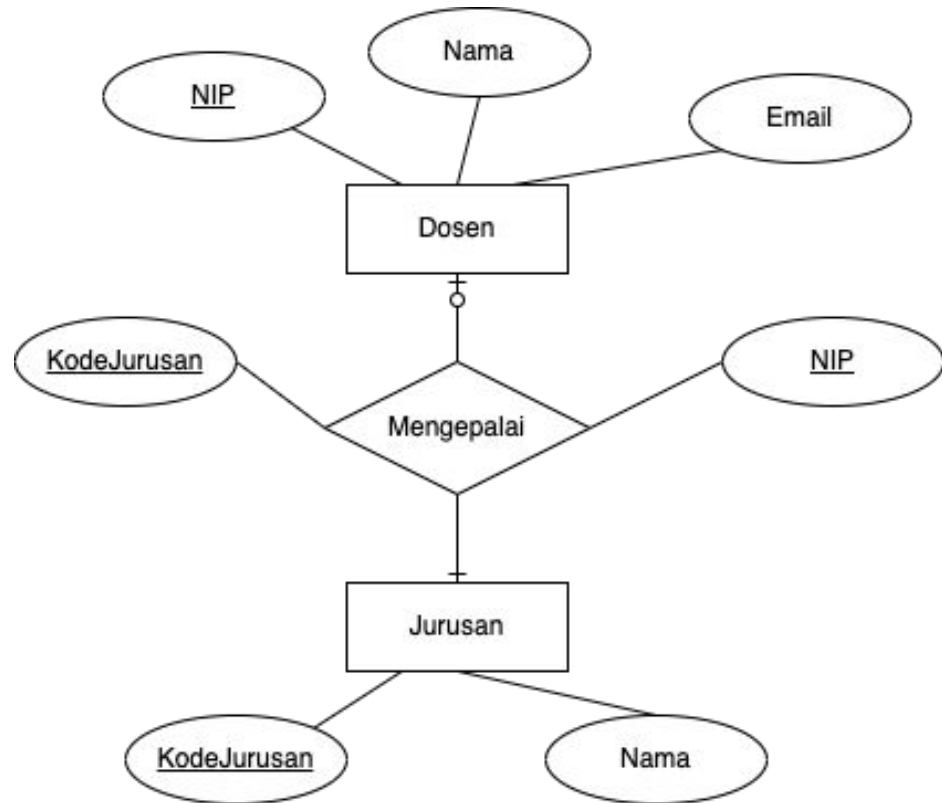 Nama
NIP
Email
Dosen
KodeJurusan
NIP
Mengepalai
Jurusan
KodeJurusan
Nama